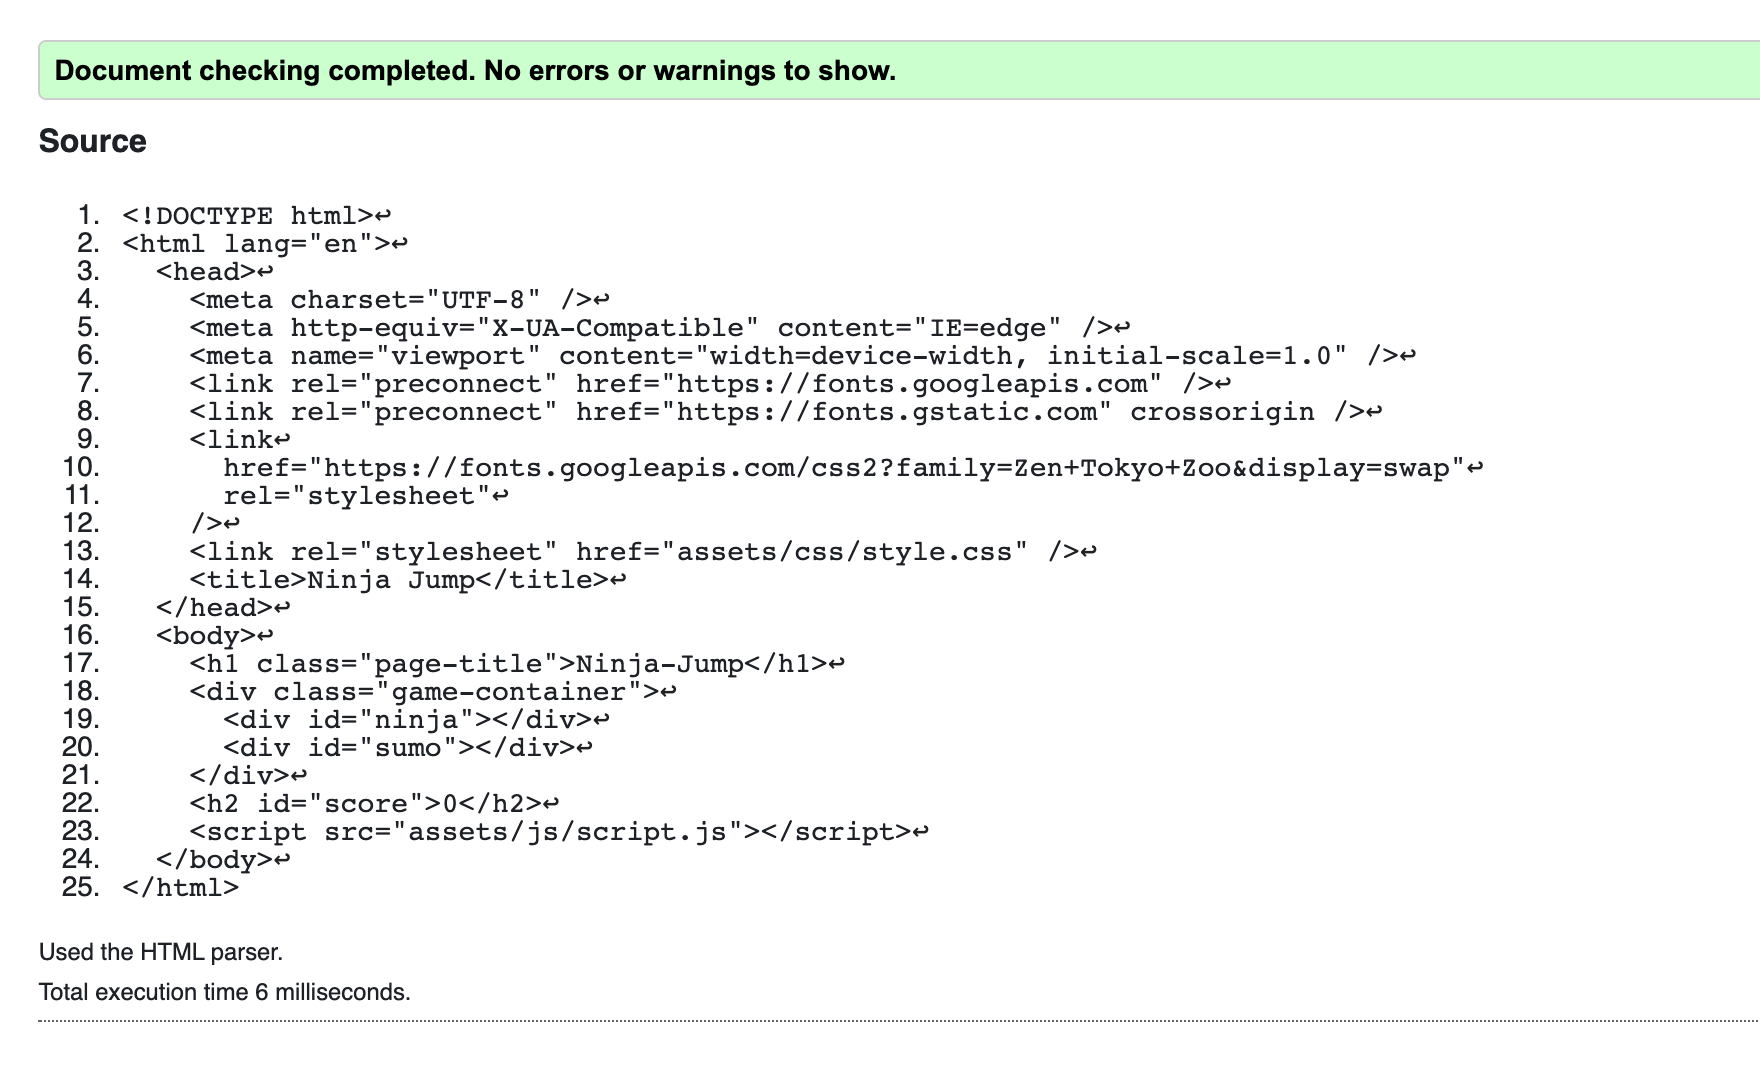 Document checking completed. No errors or warnings to show.
Source
1. <!DOCTYPE html>↩
2. <html lang="en">↩
3.   <head>↩
4.     <meta charset="UTF-8" />↩
5.     <meta http-equiv="X-UA-Compatible" content="IE=edge" />↩
6.     <meta name="viewport" content="width=device-width, initial-scale=1.0" />↩
7.     <link rel="preconnect" href="https://fonts.googleapis.com" />↩
8.     <link rel="preconnect" href="https://fonts.gstatic.com" crossorigin />↩
9.     <link↩
10.       href="https://fonts.googleapis.com/css2?family=Zen+Tokyo+Zoo&display=swap"↩
11.       rel="stylesheet"↩
12.     />↩
13.     <link rel="stylesheet" href="assets/css/style.css" />↩
14.     <title>Ninja Jump</title>↩
15.   </head>↩
16.   <body>↩
17.     <h1 class="page-title">Ninja-Jump</h1>↩
18.     <div class="game-container">↩
19.       <div id="ninja"></div>↩
20.       <div id="sumo"></div>↩
21.     </div>↩
22.     <h2 id="score">0</h2>↩
23.     <script src="assets/js/script.js"></script>↩
24.   </body>↩
25. </html>
Used the HTML parser.
Total execution time 6 milliseconds.